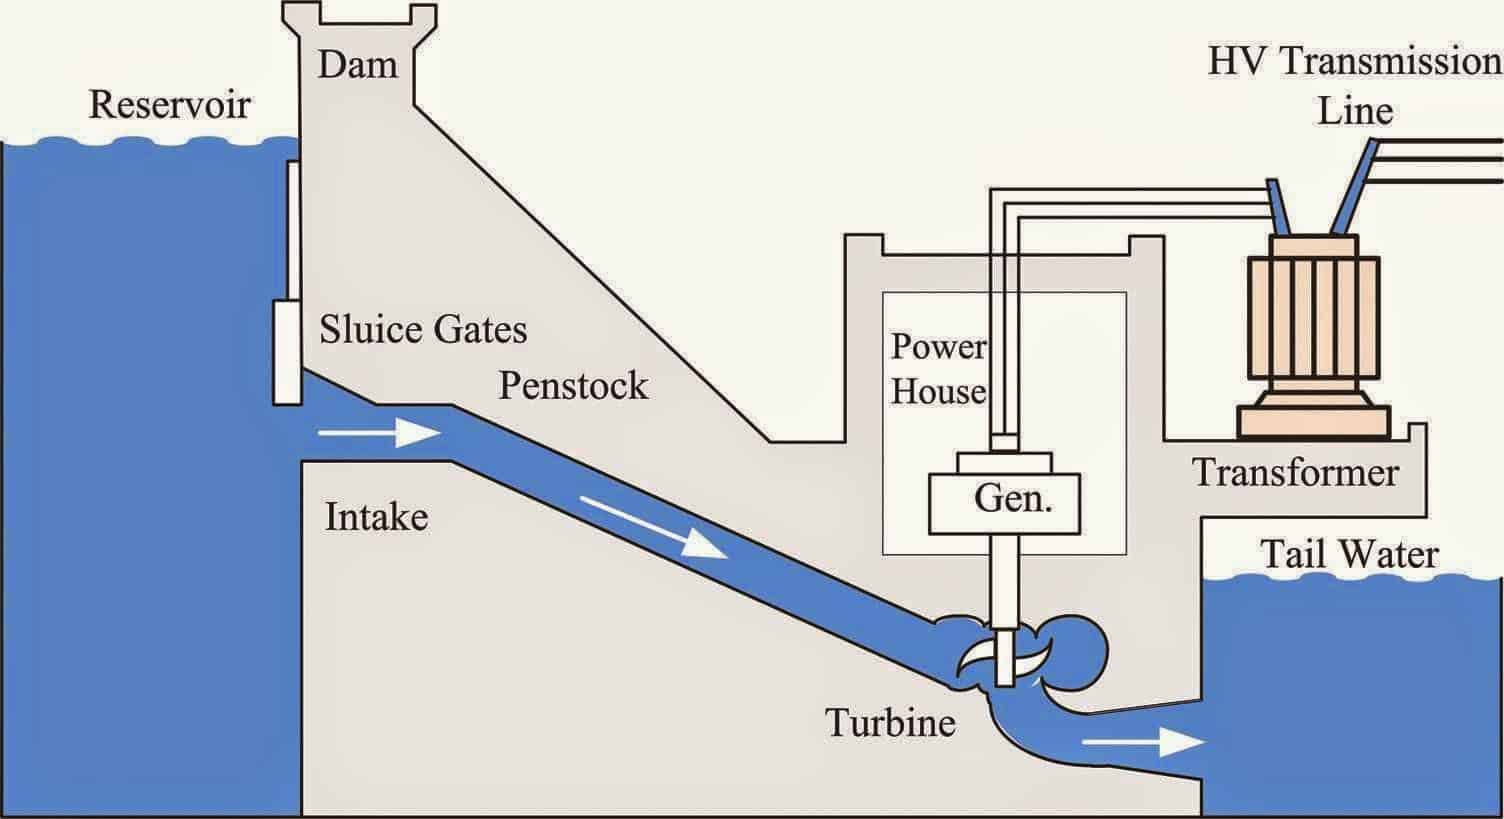 Dam
HV Transmission
Line
Reservoir
Sluice Gates
Penstock
Power
House
Intake
Gen.
Transformer
Tail Water
Turbine